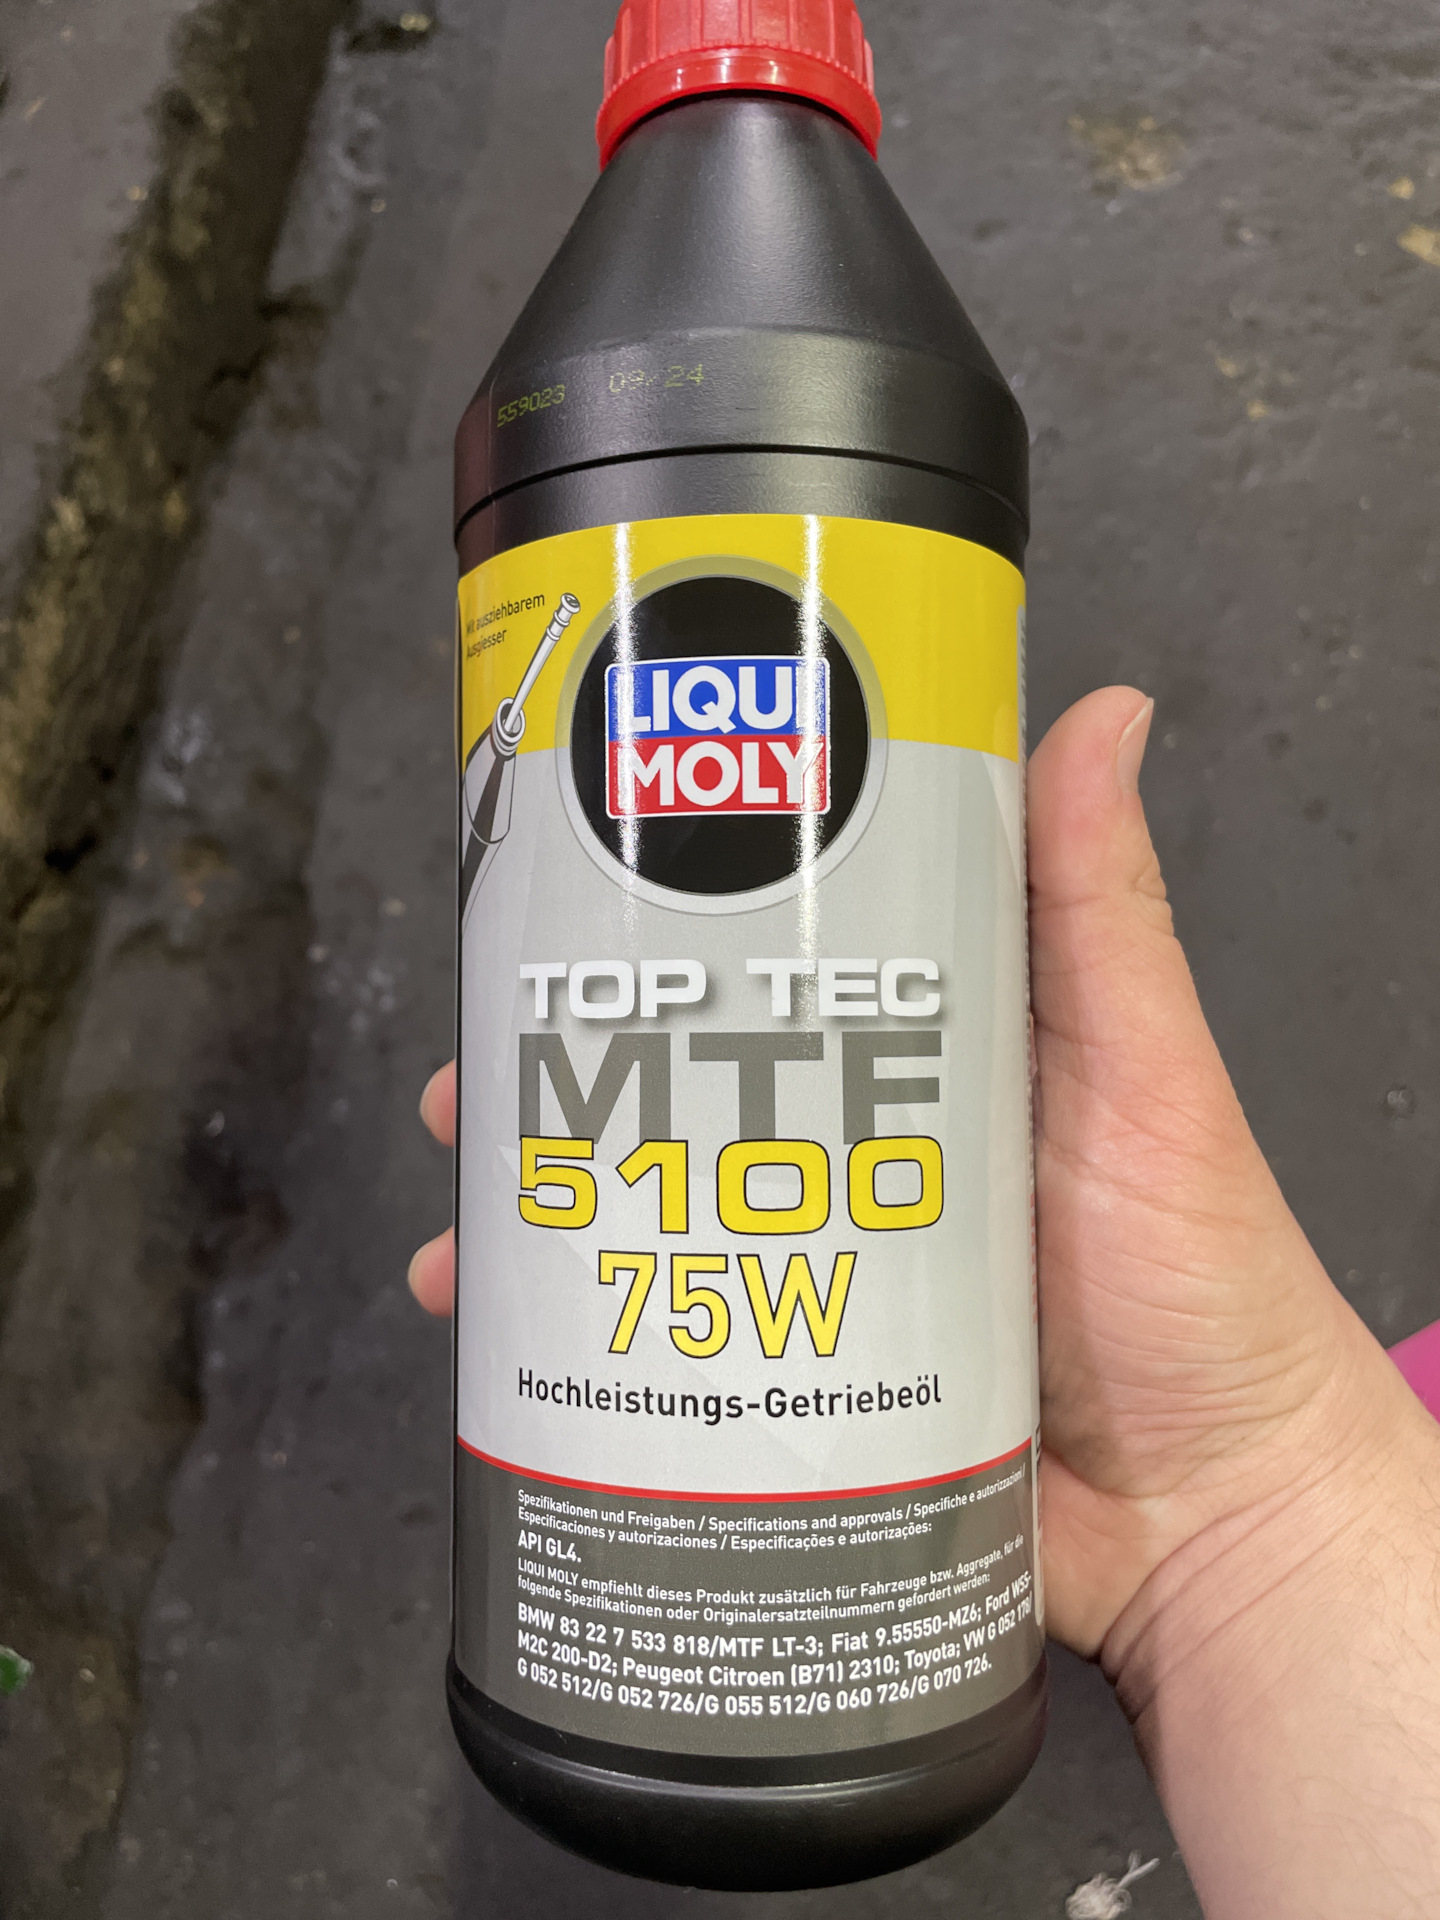 559023 09/24
Mit ausziehbarem
Ausgiesser
LIQUI
MOLY
TOP TEC
MTF
5100
75W
Hochleistungs-Getriebeöl
Spezifikationen und Freigaben / Specifications and approvals / Specifiche e autorizzazioni /
Especificaciones y autorizaciones / Especificações e autorizações:
API GL4.
LIQUI MOLY empfiehlt dieses Produkt zusätzlich für Fahrzeuge bzw. Aggregate, für die
folgende Spezifikationen oder Originalersatzteilnummern gefordert werden:
BMW 83 22 7 533 818/MTF LT-3; Fiat 9.55550-MZ6; Ford WSS-
M2C 200-D2; Peugeot Citroen (B71) 2310; Toyota; VW G 052 178/
G 052 512/G 052 726/G 055 512/G 060 726/G 070 726.